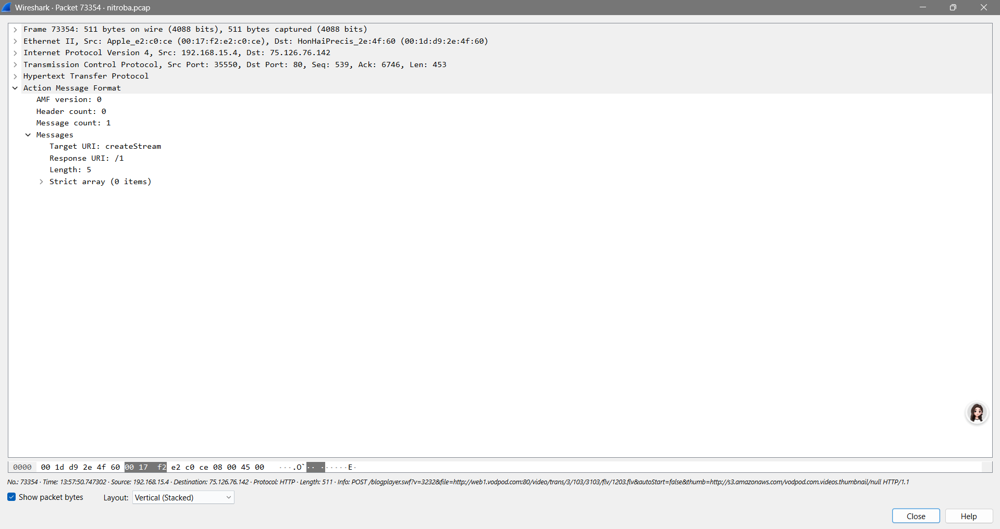 Wireshark · Packet 73354 · nitroba.pcap
Frame 73354: 511 bytes on wire (4088 bits), 511 bytes captured (4088 bits)
Ethernet II, Src: Apple_e2:c0:ce (00:17:f2:e2:c0:ce), Dst: HonHaiPrecis_2e:4f:60 (00:1d:d9:2e:4f:60)
Internet Protocol Version 4, Src: 192.168.15.4, Dst: 75.126.76.142
Transmission Control Protocol, Src Port: 35550, Dst Port: 80, Seq: 539, Ack: 6746, Len: 453
Hypertext Transfer Protocol
Action Message Format
AMF version: 0
Header count: 0
Message count: 1
Messages
Target URI: createStream
Response URI: /1
Length: 5
Strict array (0 items)
0000 00 1d d9 2e 4f 60 00 17 f2 e2 c0 ce 08 00 45 00 ····O`·· ······E·
No.: 73354 · Time: 13:57:50.747302 · Source: 192.168.15.4 · Destination: 75.126.76.142 · Protocol: HTTP · Length: 511 · Info: POST /blogplayer.swf?v=3232&file=http://web1.vodpod.com:80/video/trans/3/103/3103/flv/1203.flv&autoStart=false&thumb=http://s3.amazonaws.com/vodpod.com.videos.thumbnail/null HTTP/1.1
Show packet bytes Layout: Vertical (Stacked)
Close Help